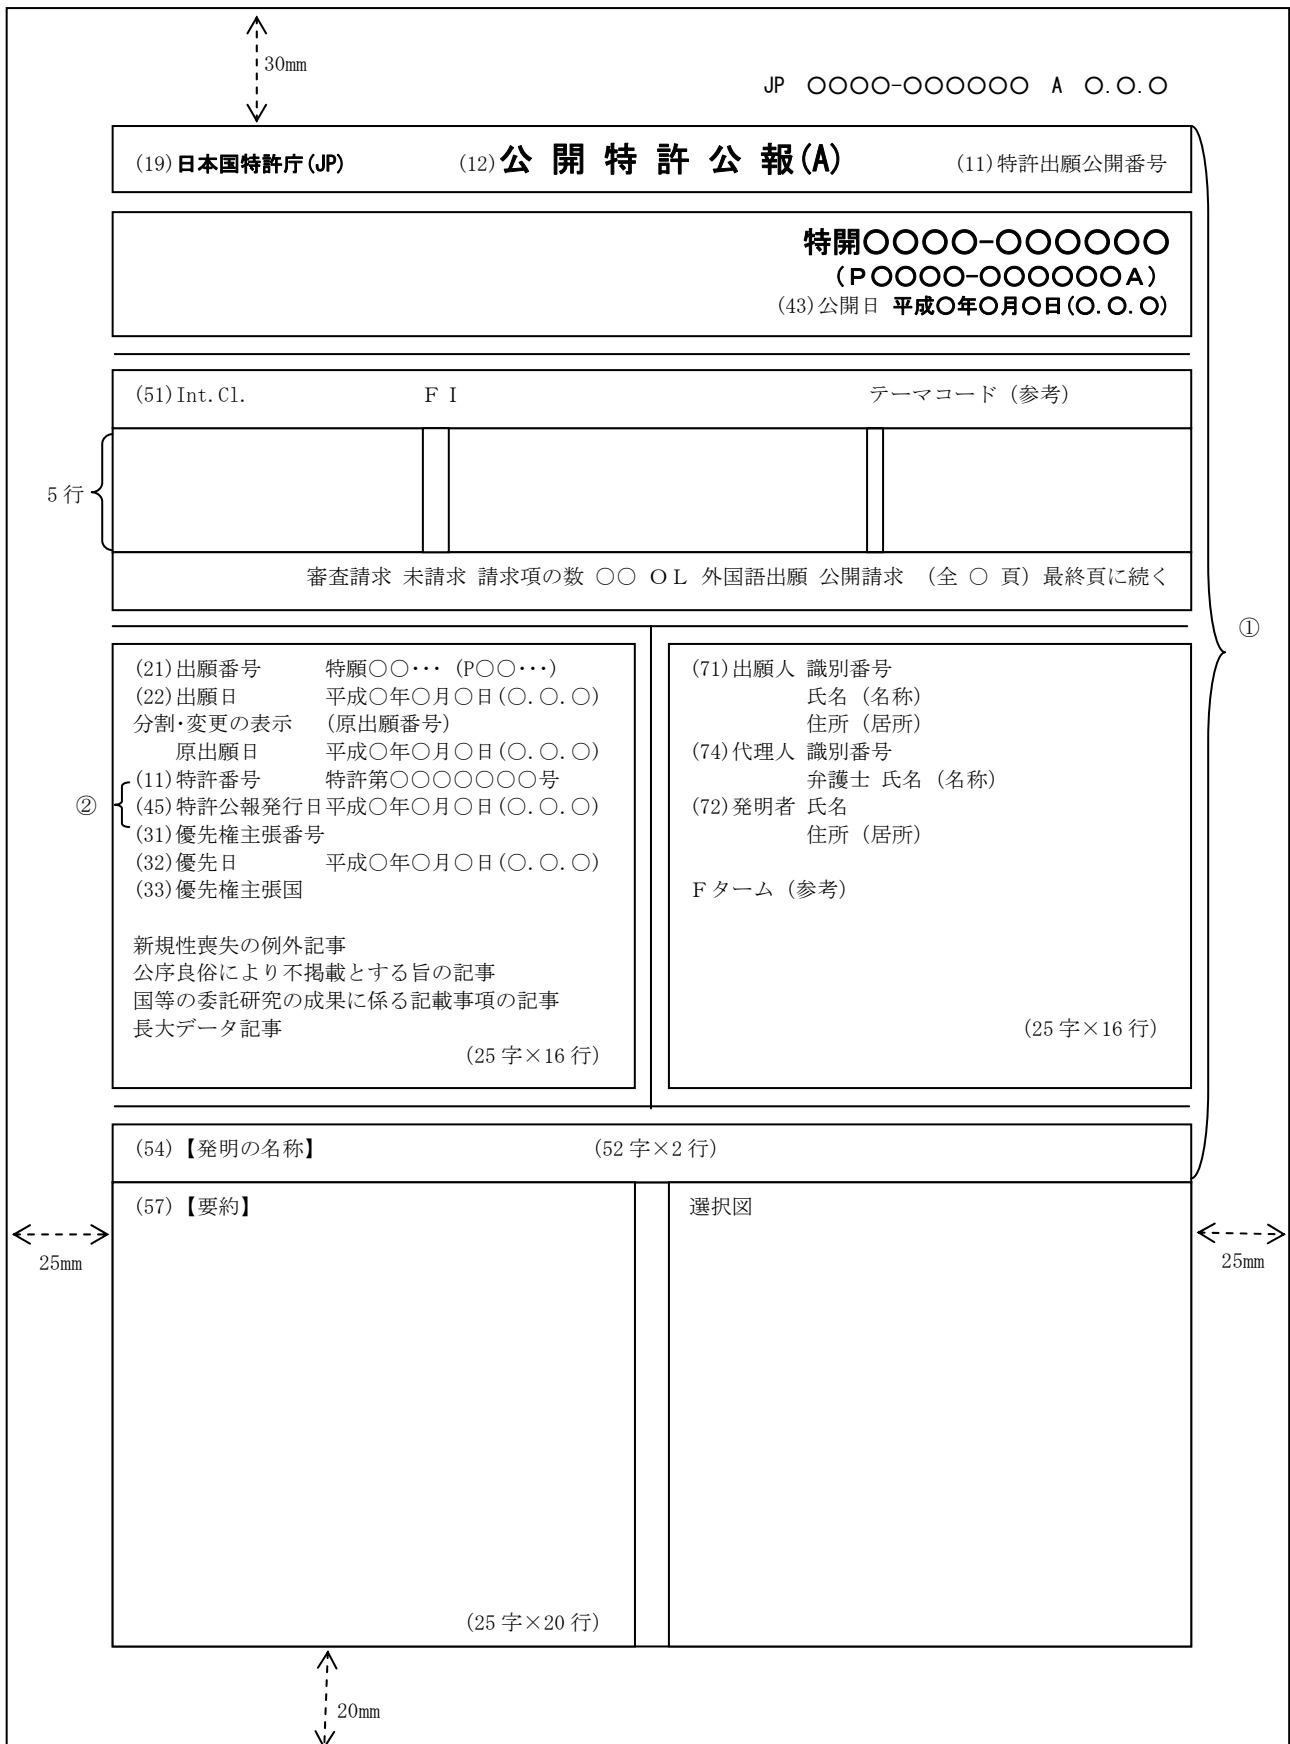 30mm
JP ○○○○-○○○○○○ A ○.○.○
(19)日本国特許庁(JP) (12)公開特許公報(A) (11)特許出願公開番号
特開○○○○-○○○○○○
(P○○○○-○○○○○○A)
(43)公開日 平成○年○月○日(○.○.○)
(51)Int.Cl. ＦＩ テーマコード（参考）
5行
審査請求 未請求 請求項の数 ○○ ＯＬ 外国語出願 公開請求 （全 ○ 頁）最終頁に続く
①
(21)出願番号 特願○○･･･ (P○○･･･)
(22)出願日 平成○年○月○日(○.○.○)
分割･変更の表示 （原出願番号）
原出願日 平成○年○月○日(○.○.○)
(11)特許番号 特許第○○○○○○○号
②
(45)特許公報発行日平成○年○月○日(○.○.○)
(31)優先権主張番号
(32)優先日 平成○年○月○日(○.○.○)
(33)優先権主張国
新規性喪失の例外記事
公序良俗により不掲載とする旨の記事
国等の委託研究の成果に係る記載事項の記事
長大データ記事
(25字×16行)
(71)出願人 識別番号
氏名（名称）
住所（居所）
(74)代理人 識別番号
弁護士 氏名（名称）
(72)発明者 氏名
住所（居所）
Ｆターム（参考）
(25字×16行)
(54)【発明の名称】 (52字×2行)
(57)【要約】
選択図
25mm
25mm
(25字×20行)
20mm